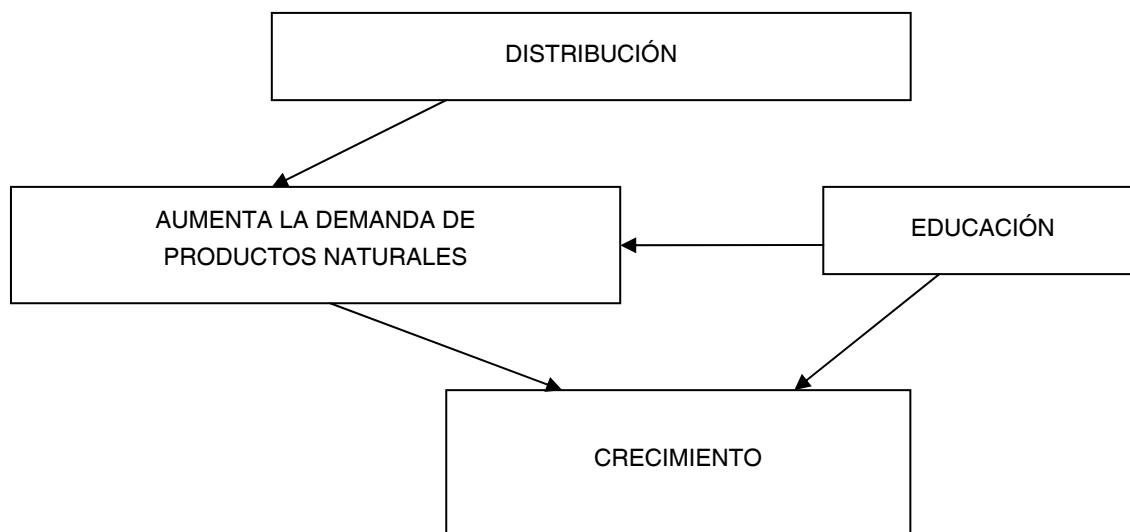 DISTRIBUCIÓN
AUMENTA LA DEMANDA DE
PRODUCTOS NATURALES
EDUCACIÓN
CRECIMIENTO